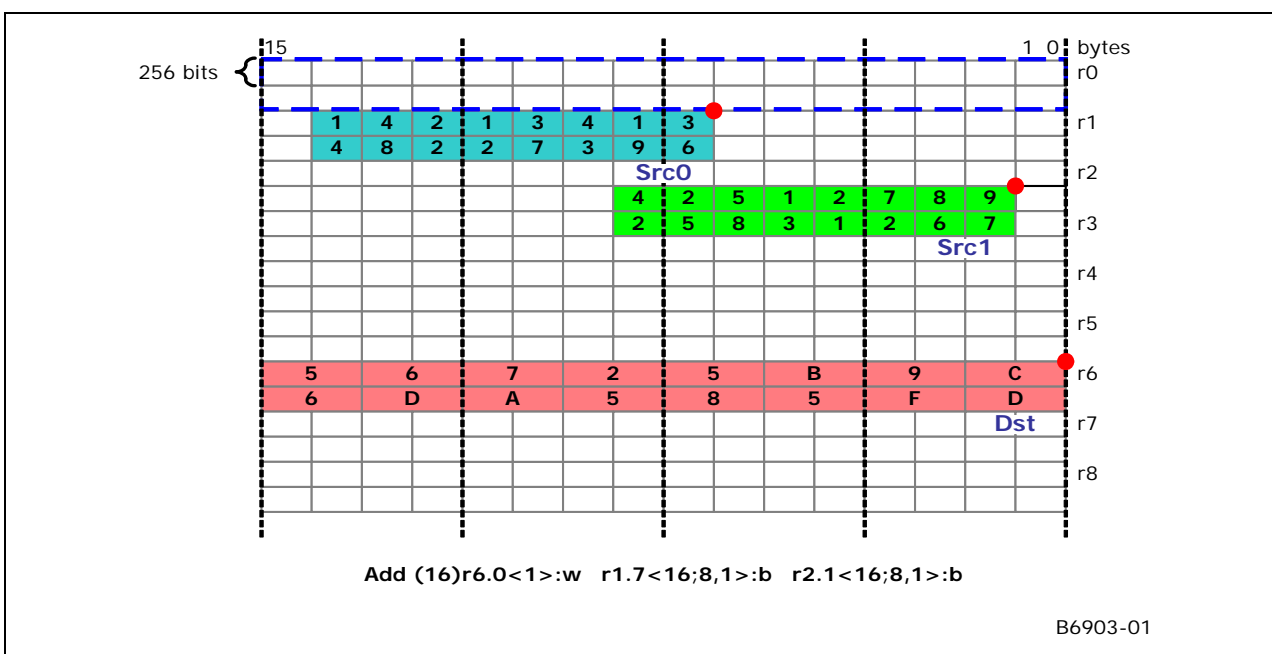 15 1 0 bytes
256 bits r0
1 4 2 1 3 4 1 3 r1
4 8 2 2 7 3 9 6
Src0 r2
4 2 5 1 2 7 8 9
2 5 8 3 1 2 6 7 r3
Src1
r4
r5
5 6 7 2 5 B 9 C r6
6 D A 5 8 5 F D
Dst r7
r8
Add (16)r6.0<1>:w r1.7<16;8,1>:b r2.1<16;8,1>:b
B6903-01